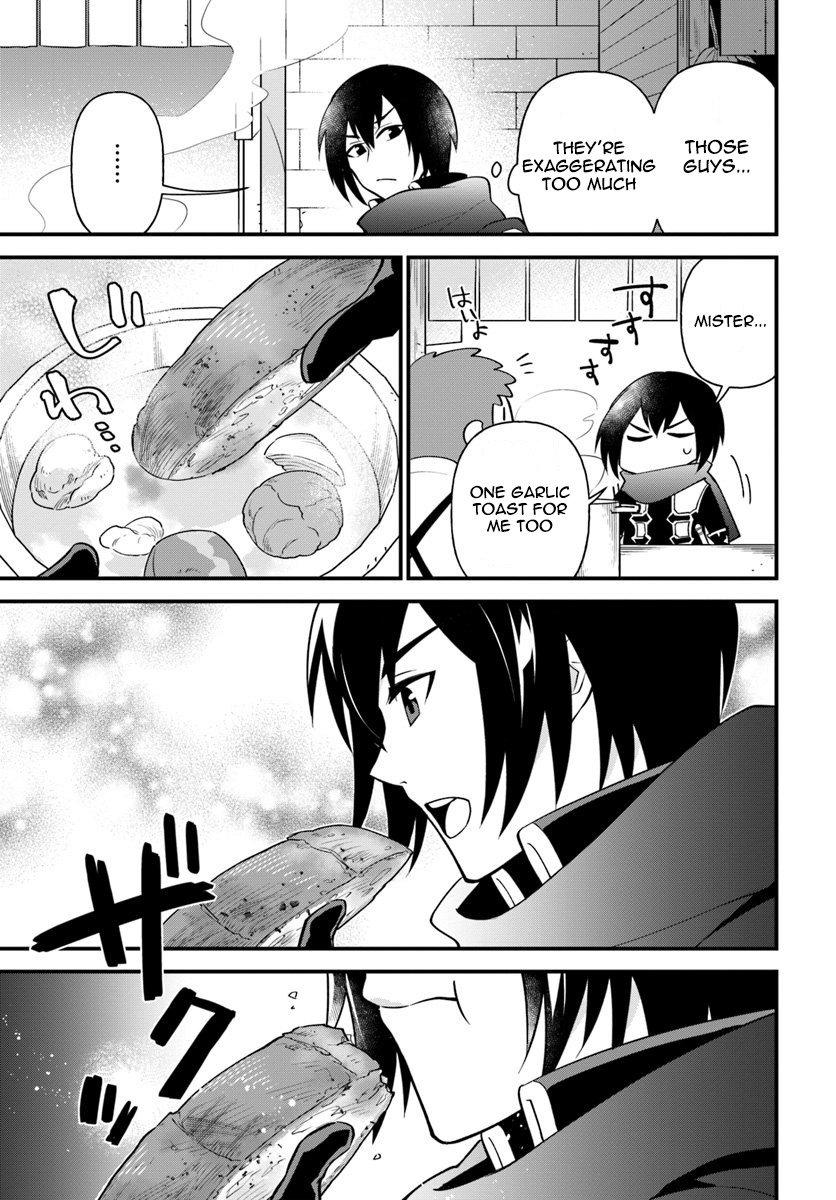 THOSE
GUYS...
THEY'RE
EXAGGERATING
TOO MUCH
……
MISTER...
すすすす
はいよ
ONE GARLIC
TOAST FOR
ME TOO
じわ…
ザ
クッ